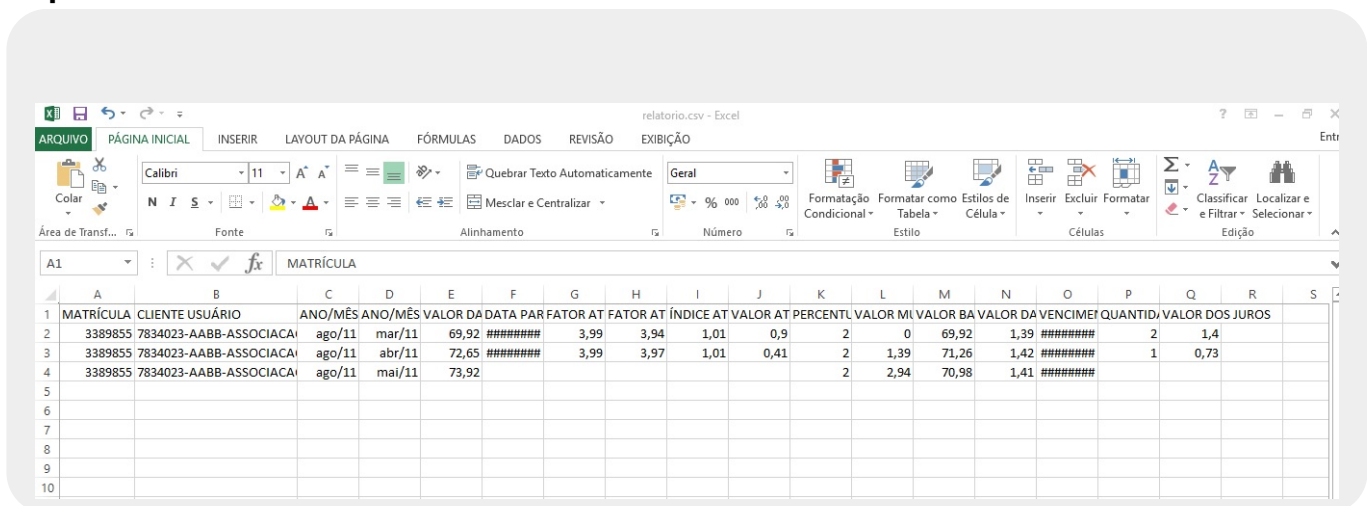 relatorio.csv - Excel
ARQUIVO PÁGINA INICIAL INSERIR LAYOUT DA PÁGINA FÓRMULAS DADOS REVISÃO EXIBIÇÃO Entr
Colar Calibri 11 Quebrar Texto Automaticamente Geral
N I S A Mesclar e Centralizar % 000 Formatação Condicional Formatar como Tabela Estilos de Célula Inserir Excluir Formatar Classificar e Filtrar Localizar e Selecionar
Área de Transf... Fonte Alinhamento Número Estilo Células Edição
A1 fx MATRÍCULA
A B C D E F G H I J K L M N O P Q R S
1 MATRÍCULA CLIENTE USUÁRIO ANO/MÊS ANO/MÊS VALOR DA DATA PAR FATOR AT FATOR AT ÍNDICE AT VALOR AT PERCENTU VALOR MU VALOR BA VALOR DA VENCIMEN QUANTIDA VALOR DOS JUROS
2 3389855 7834023-AABB-ASSOCIACA ago/11 mar/11 69,92 ######## 3,99 3,94 1,01 0,9 2 0 69,92 1,39 ######## 2 1,4
3 3389855 7834023-AABB-ASSOCIACA ago/11 abr/11 72,65 ######## 3,99 3,97 1,01 0,41 2 1,39 71,26 1,42 ######## 1 0,73
4 3389855 7834023-AABB-ASSOCIACA ago/11 mai/11 73,92 2 2,94 70,98 1,41 ########
5
6
7
8
9
10